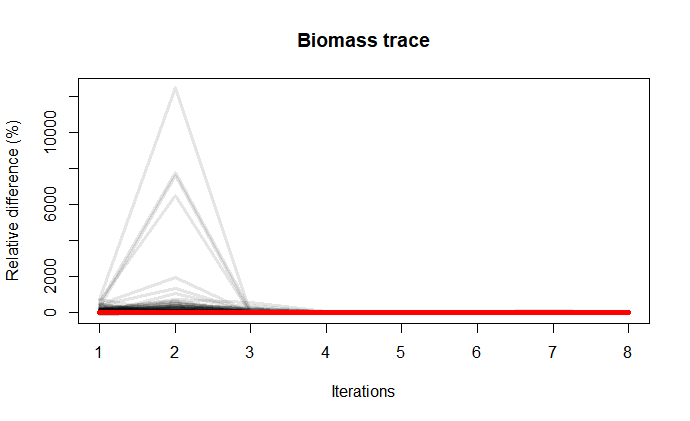 Biomass trace
Relative difference (%)
10000
6000
2000
0
1 2 3 4 5 6 7 8
Iterations